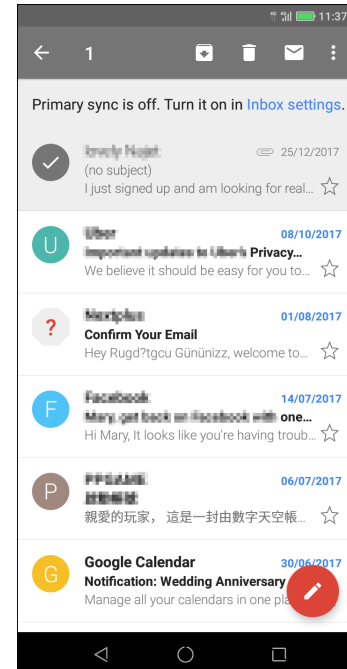 11:37
1
Primary sync is off. Turn it on in Inbox settings.
25/12/2017
(no subject)
I just signed up and am looking for real...
U
08/10/2017
Privacy...
We believe it should be easy for you to...
?
01/08/2017
Confirm Your Email
Hey Rugd?tgcu Gününizz, welcome to...
F
14/07/2017
one...
Hi Mary, It looks like you're having troub...
P
06/07/2017
親愛的玩家， 這是一封由數字天空帳...
G
Google Calendar
30/06/2017
Notification: Wedding Anniversary
Manage all your calendars in one